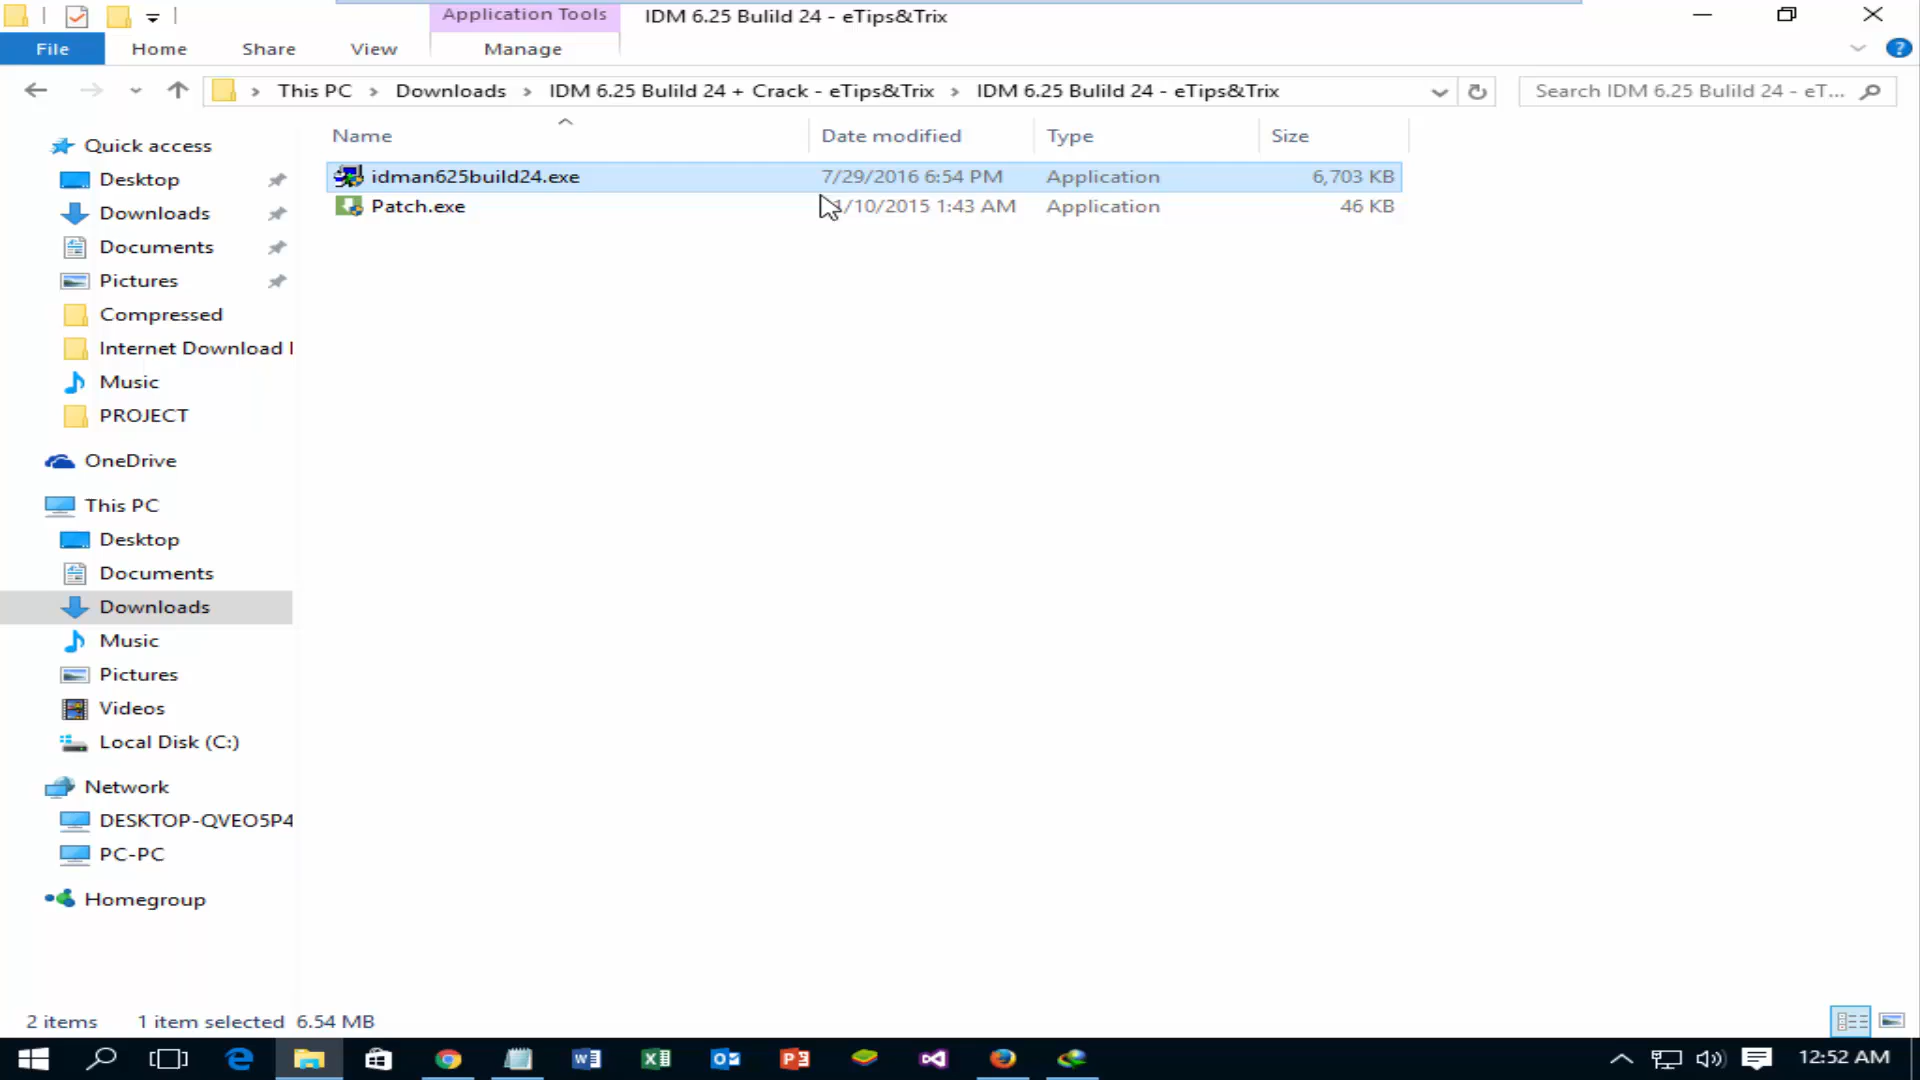 Application Tools
IDM 6.25 Bulild 24 - eTips&Trix
File Home Share View Manage
This PC Downloads IDM 6.25 Bulild 24 + Crack - eTips&Trix IDM 6.25 Bulild 24 - eTips&Trix
Search IDM 6.25 Bulild 24 - eT...
Name Date modified Type Size
idman625build24.exe 7/29/2016 6:54 PM Application 6,703 KB
Patch.exe 1/10/2015 1:43 AM Application 46 KB
Quick access
Desktop
Downloads
Documents
Pictures
Compressed
Internet Download
Music
PROJECT
OneDrive
This PC
Desktop
Documents
Downloads
Music
Pictures
Videos
Local Disk (C:)
Network
DESKTOP-QVEO5P4
PC-PC
Homegroup
2 items 1 item selected 6.54 MB
12:52 AM